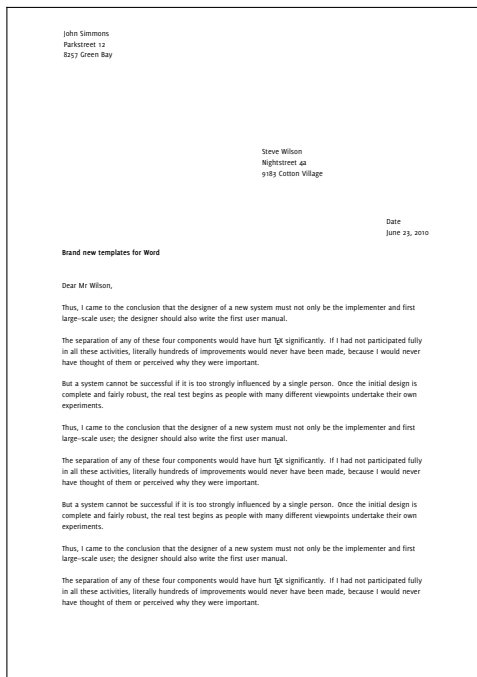 John Simmons
Parkstreet 12
8257 Green Bay
Steve Wilson
Nightstreet 4a
9183 Cotton Village
Date
June 23, 2010
Brand new templates for Word
Dear Mr Wilson,
Thus, I came to the conclusion that the designer of a new system must not only be the implementer and first
large–scale user; the designer should also write the first user manual.
The separation of any of these four components would have hurt TEX significantly. If I had not participated fully
in all these activities, literally hundreds of improvements would never have been made, because I would never
have thought of them or perceived why they were important.
But a system cannot be successful if it is too strongly influenced by a single person. Once the initial design is
complete and fairly robust, the real test begins as people with many different viewpoints undertake their own
experiments.
Thus, I came to the conclusion that the designer of a new system must not only be the implementer and first
large–scale user; the designer should also write the first user manual.
The separation of any of these four components would have hurt TEX significantly. If I had not participated fully
in all these activities, literally hundreds of improvements would never have been made, because I would never
have thought of them or perceived why they were important.
But a system cannot be successful if it is too strongly influenced by a single person. Once the initial design is
complete and fairly robust, the real test begins as people with many different viewpoints undertake their own
experiments.
Thus, I came to the conclusion that the designer of a new system must not only be the implementer and first
large–scale user; the designer should also write the first user manual.
The separation of any of these four components would have hurt TEX significantly. If I had not participated fully
in all these activities, literally hundreds of improvements would never have been made, because I would never
have thought of them or perceived why they were important.